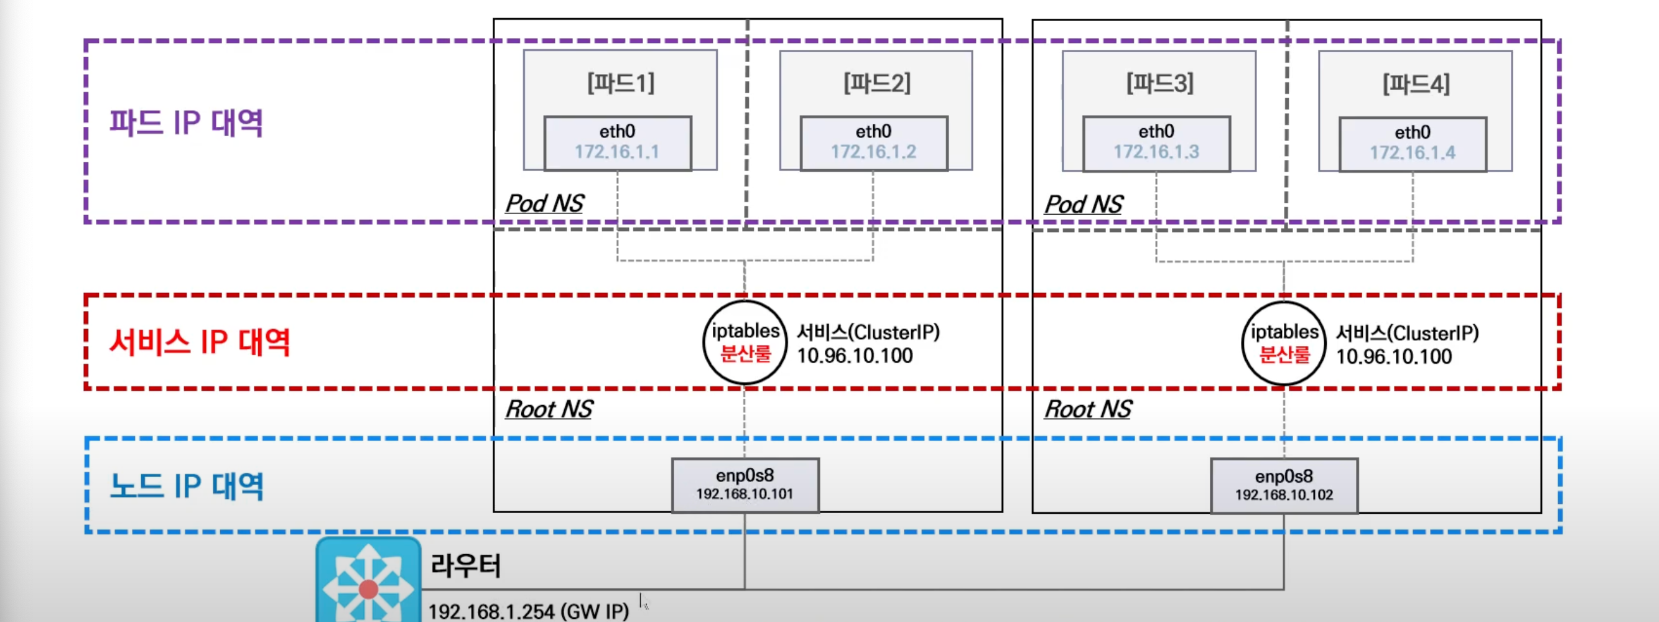 파드 IP 대역
[파드1]
eth0
172.16.1.1
[파드2]
eth0
172.16.1.2
Pod NS
[파드3]
eth0
172.16.1.3
[파드4]
eth0
172.16.1.4
Pod NS
서비스 IP 대역
iptables
분산룰
서비스(ClusterIP)
10.96.10.100
iptables
분산룰
서비스(ClusterIP)
10.96.10.100
Root NS
Root NS
노드 IP 대역
enp0s8
192.168.10.101
enp0s8
192.168.10.102
라우터
192.168.1.254 (GW IP)